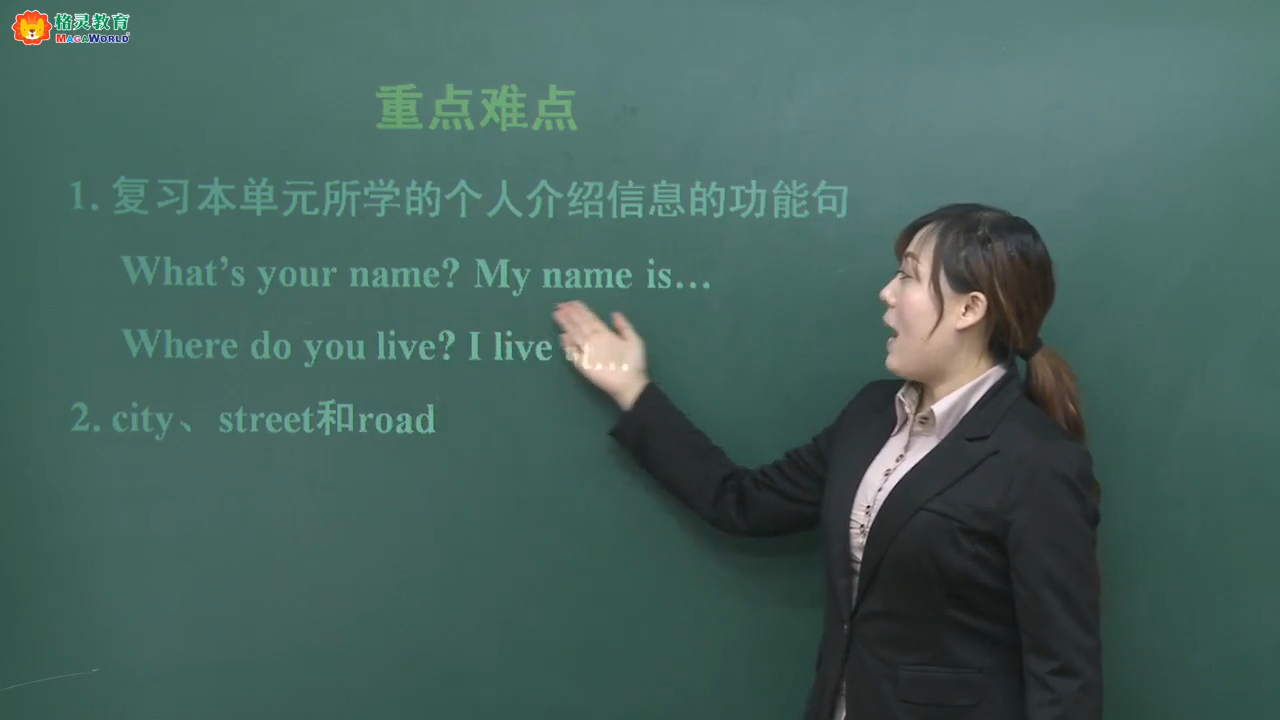 格灵教育
MAGAWORLD
重点难点
1. 复习本单元所学的个人介绍信息的功能句
What's your name? My name is…
Where do you live? I live
2. city、street和road